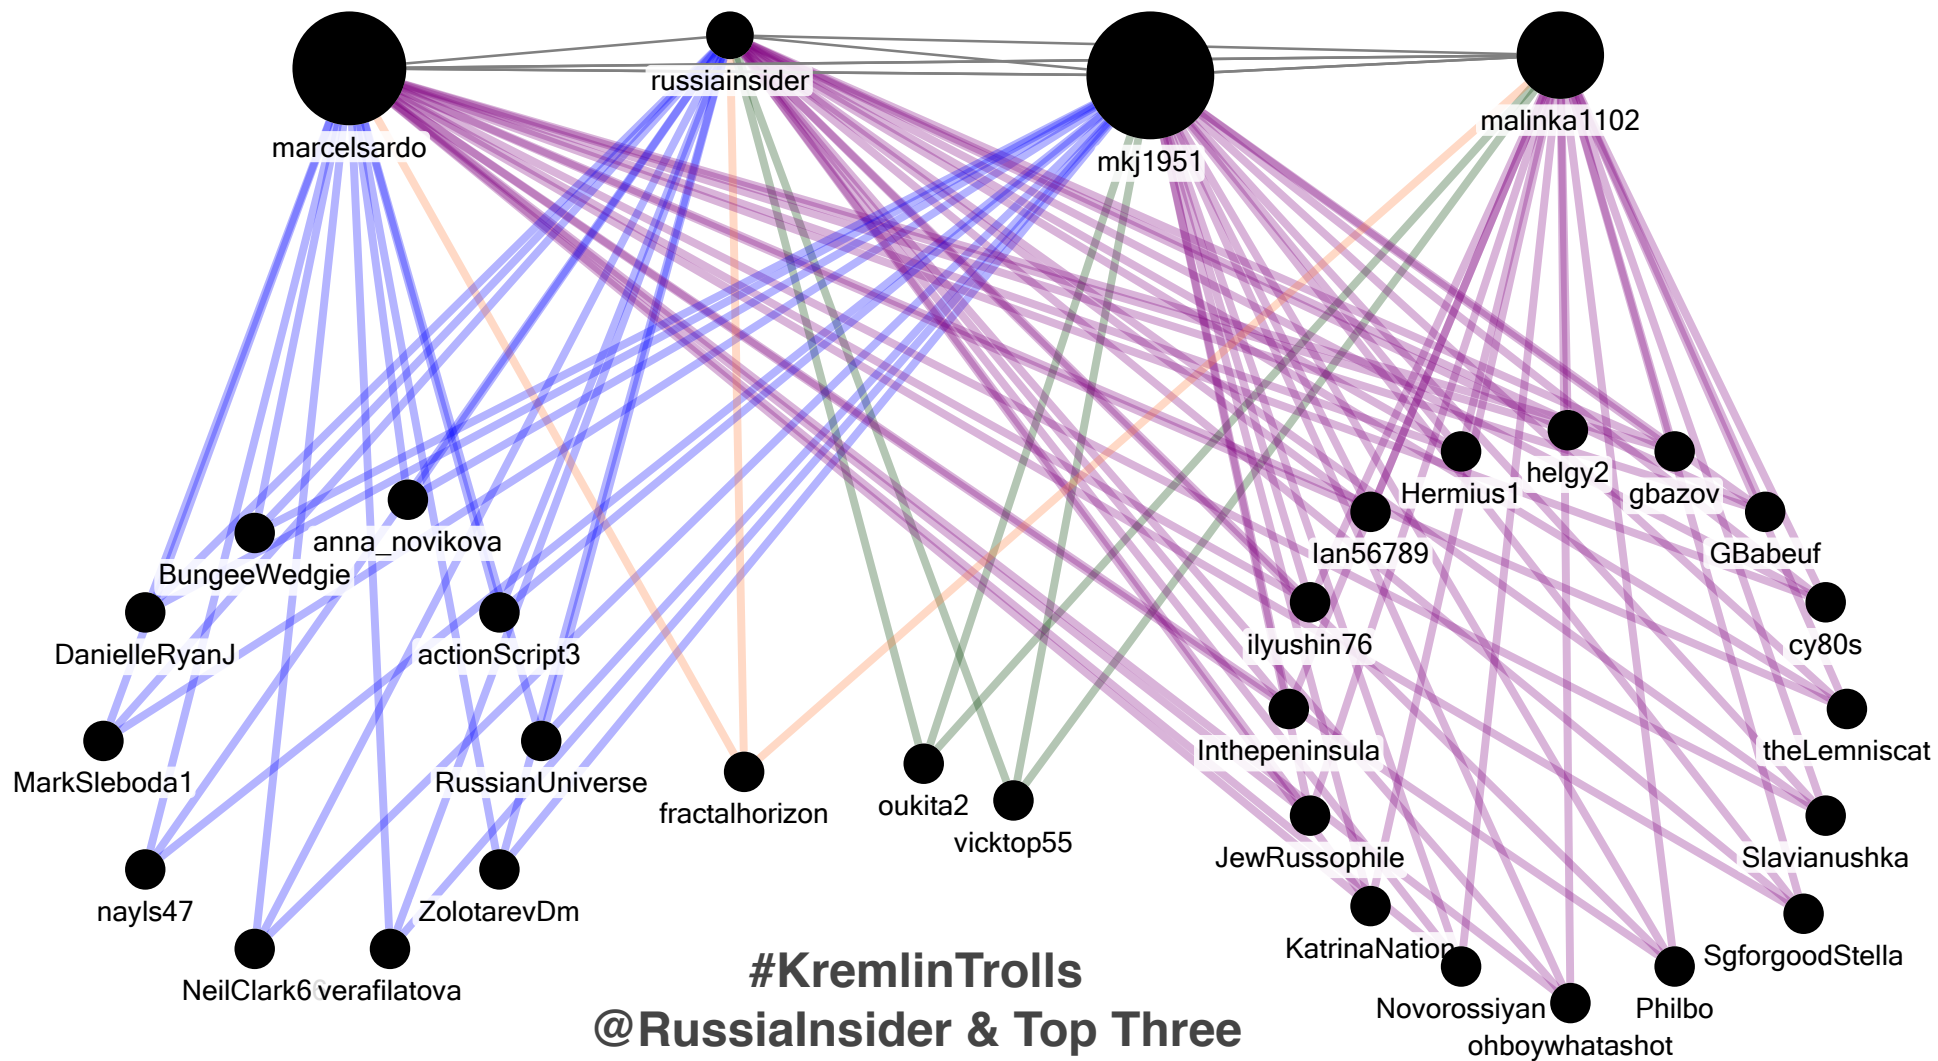 russiainsider
malinka1102
marcelsardo
mkj1951
helgy2
Hermius1
gbazov
anna_novikova
Ian56789
GBabeuf
BungeeWedgie
DanielleRyanJ
actionScript3
ilyushin76
cy80s
Inthepeninsula
theLemniscat
MarkSleboda1
RussianUniverse
fractalhorizon
oukita2
vicktop55
JewRussophile
Slavianushka
nayls47
ZolotarevDm
KatrinaNation
SgforgoodStella
#KremlinTrolls
NeilClark66
verafilatova
Novorossiyan
Philbo
@RussiaInsider & Top Three
ohboywhatashot